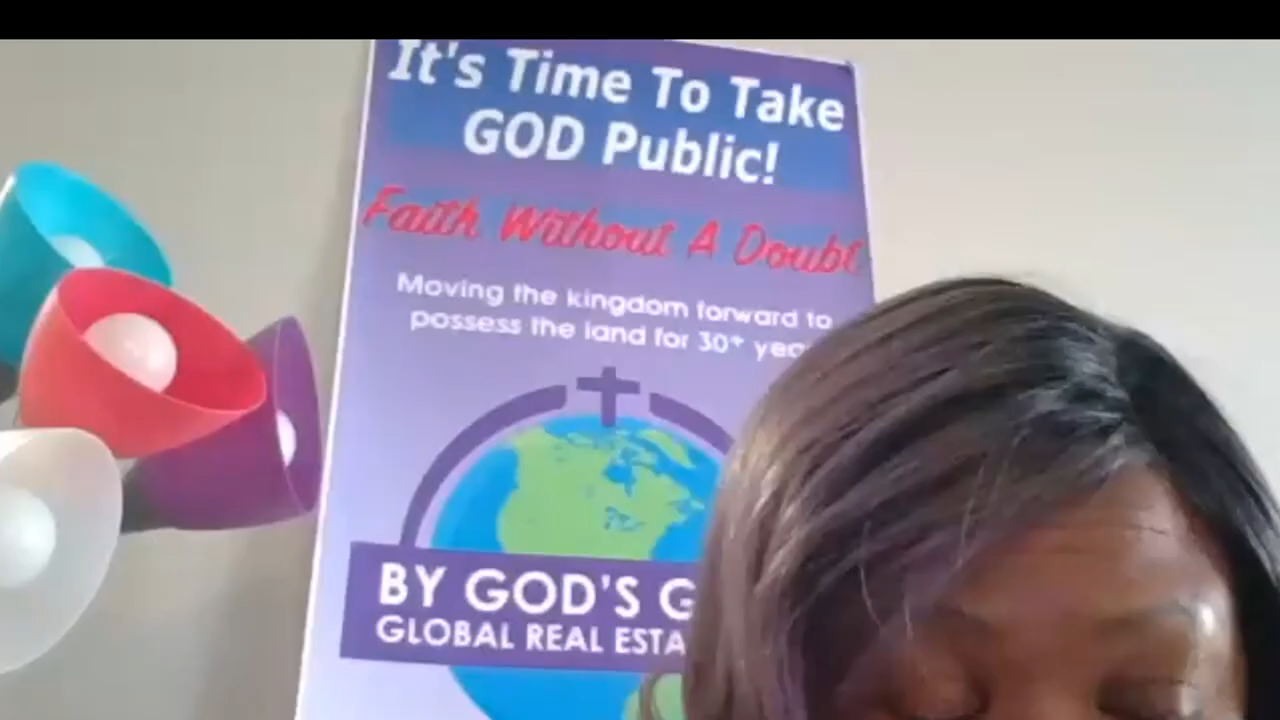 It's Time To Take
GOD Public!
Faith Without A Doubt
Moving the kingdom forward to
possess the land for 30+
BY GOD'S
GLOBAL REAL